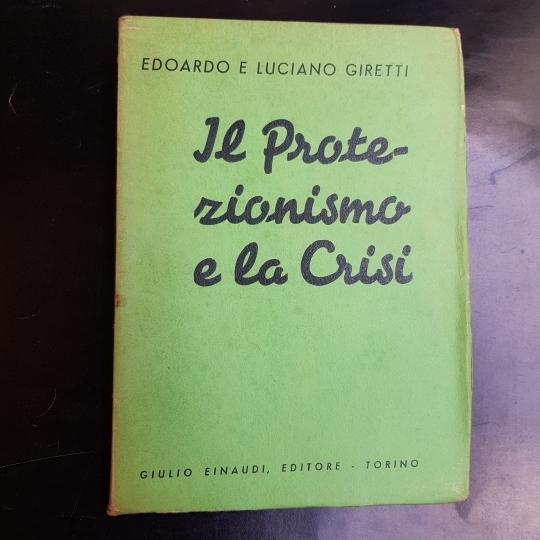 EDOARDO E LUCIANO GIRETTI
Il Prote-
zionismo
e la Crisi
GIULIO EINAUDI, EDITORE - TORINO